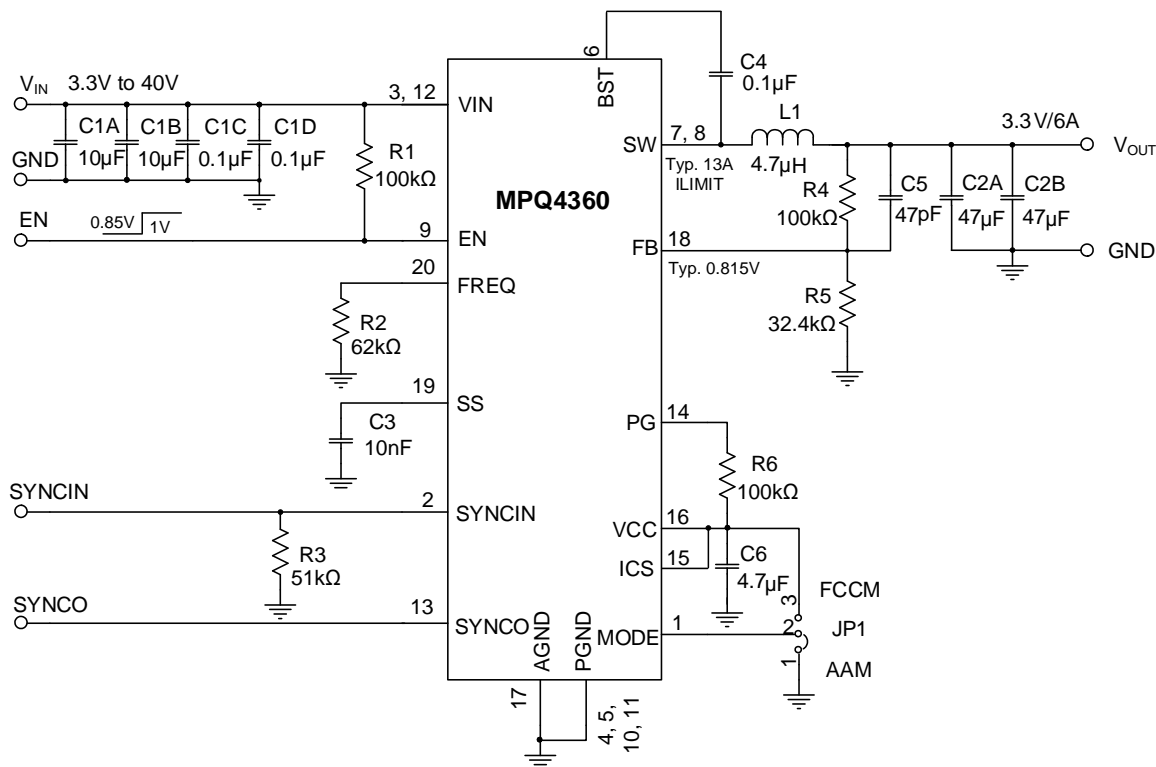 VIN 3.3V to 40V
GND
C1A
10µF
C1B
10µF
C1C
0.1µF
C1D
0.1µF
R1
100kΩ
EN
0.85V
1V
3, 12
VIN
9
EN
20
FREQ
R2
62kΩ
19
SS
C3
10nF
SYNCIN
2
SYNCIN
R3
51kΩ
SYNCO
13
SYNCO
MPQ4360
6
BST
C4
0.1µF
SW
7, 8
Typ. 13A
ILIMIT
L1
4.7µH
3.3V/6A
VOUT
R4
100kΩ
C5
47pF
C2A
47µF
C2B
47µF
GND
FB
18
Typ. 0.815V
R5
32.4kΩ
PG
14
R6
100kΩ
VCC
16
ICS
15
C6
4.7µF
MODE
1
3
FCCM
2
JP1
1
AAM
AGND
PGND
17
4, 5,
10, 11